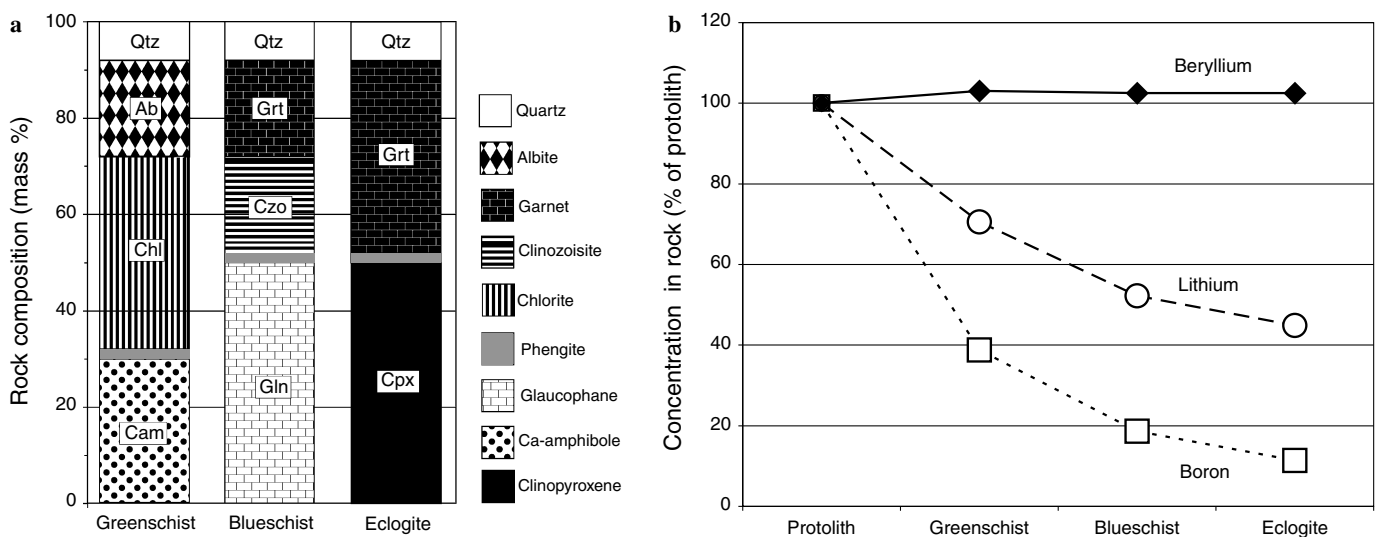 a
Rock composition (mass %)
100
80
60
40
20
0
Qtz
Ab
Chl
Cam
Qtz
Grt
Czo
Gln
Qtz
Grt
Cpx
Greenschist
Blueschist
Eclogite
Quartz
Albite
Garnet
Clinozoisite
Chlorite
Phengite
Glaucophane
Ca-amphibole
Clinopyroxene
b
Concentration in rock (% of protolith)
120
100
80
60
40
20
0
Beryllium
Lithium
Boron
Protolith
Greenschist
Blueschist
Eclogite